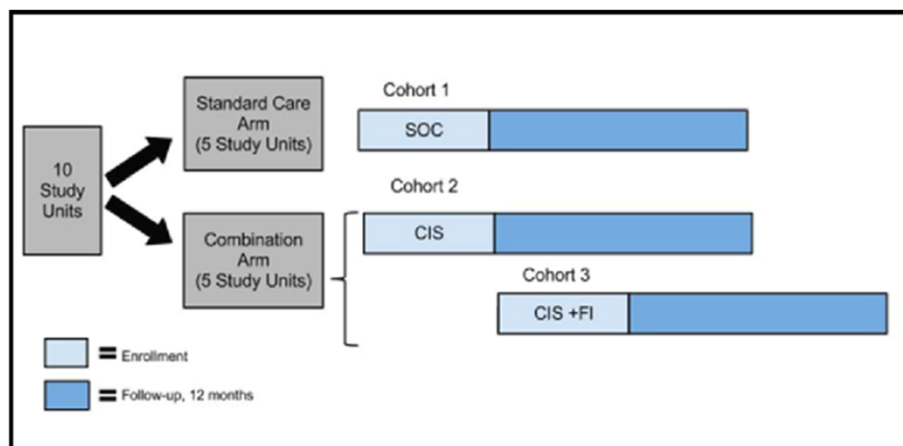 10
Study
Units
Standard Care
Arm
(5 Study Units)
Combination
Arm
(5 Study Units)
Cohort 1
SOC
Cohort 2
CIS
Cohort 3
CIS +FI
= Enrollment
= Follow-up, 12 months